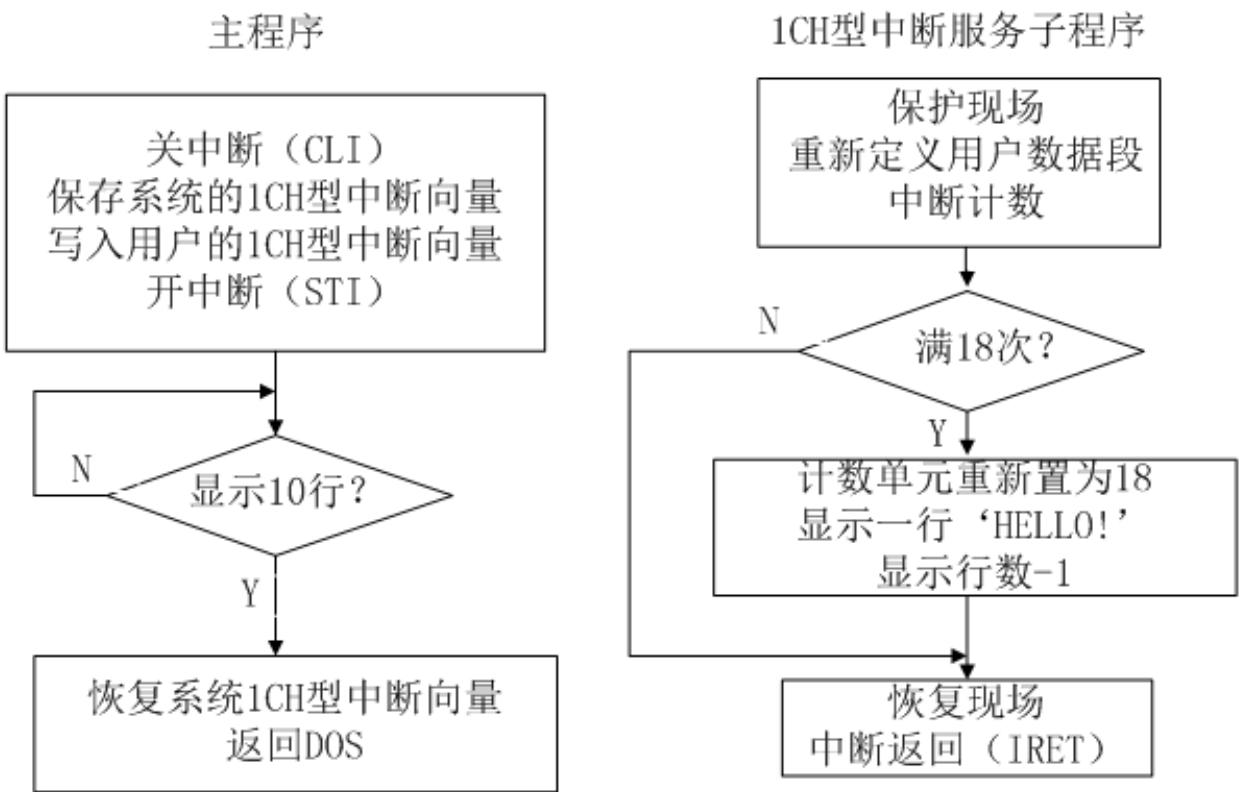 主程序
关中断（CLI）
保存系统的1CH型中断向量
写入用户的1CH型中断向量
开中断（STI）
N
显示10行？
Y
恢复系统1CH型中断向量
返回DOS
1CH型中断服务子程序
保护现场
重新定义用户数据段
中断计数
N
满18次？
Y
计数单元重新置为18
显示一行‘HELLO!’
显示行数-1
恢复现场
中断返回（IRET）